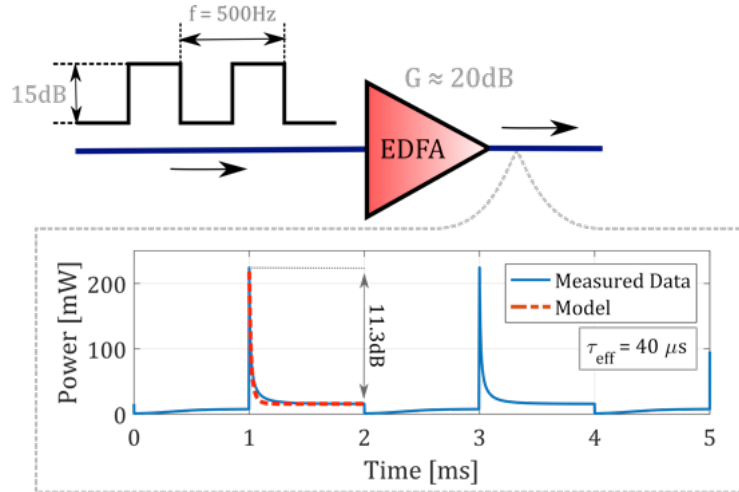 f = 500Hz
15dB
G ≈ 20dB
EDFA
Power [mW]
200
100
0
11.3dB
Measured Data
Model
τeff = 40 μs
0 1 2 3 4 5
Time [ms]